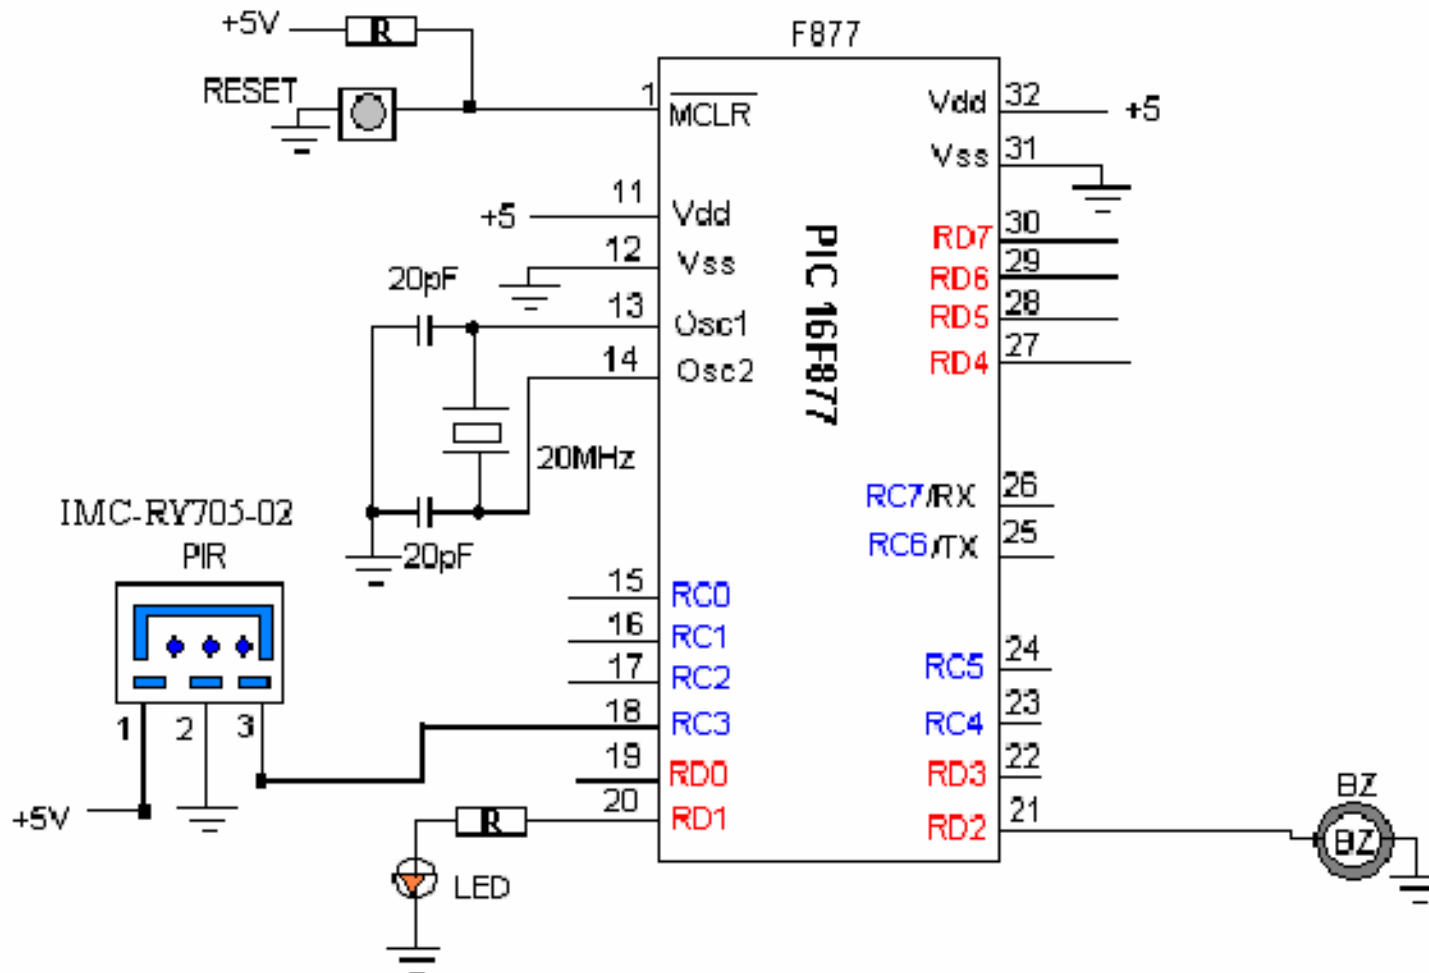 F877
+5V
R
RESET
1
MCLR
Vdd
32
+5
Vss
31
11
+5
Vdd
12
Vss
RD7
30
RD6
29
RD5
28
RD4
27
20pF
13
Osc1
14
Osc2
PIC 16F877
20MHz
20pF
RC7/RX
26
RC6/TX
25
IMC-RY705-02
PIR
15
RC0
16
RC1
17
RC2
18
RC3
19
RD0
20
RD1
RC5
24
RC4
23
RD3
22
RD2
21
1
2
3
+5V
R
LED
BZ
BZ